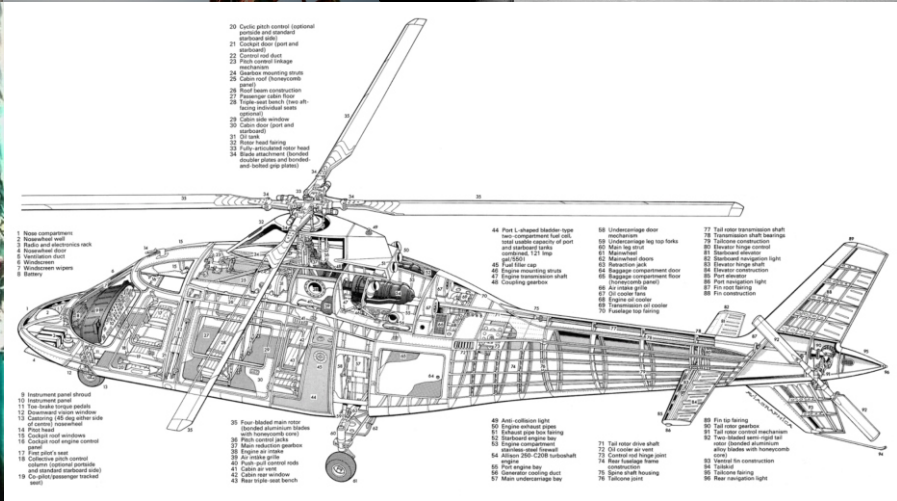 20 Cyclic pitch control (optional
portside and standard
starboard side)
21 Cockpit door (port and
starboard)
22 Control rod duct
23 Pitch control linkage
mechanism
24 Gearbox mounting struts
25 Cabin roof (honeycomb
panel)
26 Roof beam construction
27 Passenger cabin floor
28 Triple-seat bench (two aft-
facing individual seats
optional)
29 Cabin side window
30 Cabin door (port and
starboard)
31 Oil tank
32 Rotor head fairing
33 Fully-articulated rotor head
34 Blade attachment (bonded
doubler plates and bonded-
and-bolted grip plates)
1 Nose compartment
2 Nosewheel well
3 Radio and electronics rack
4 Nosewheel door
5 Ventilation duct
6 Windscreen
7 Windscreen wipers
8 Battery
44 Port L-shaped bladder-type
two-compartment fuel cell,
total usable capacity of port
and starboard tanks
combined, 121 Imp
gal/550 l
45 Fuel filler cap
46 Engine mounting struts
47 Engine transmission shaft
48 Coupling gearbox
58 Undercarriage door
mechanism
59 Undercarriage leg top forks
60 Main leg strut
61 Mainwheel
62 Mainwheel doors
63 Retraction jack
64 Baggage compartment door
65 Baggage compartment floor
(honeycomb panel)
66 Air intake grille
67 Oil cooler fans
68 Engine oil cooler
69 Transmission oil cooler
70 Fuselage top fairing
77 Tail rotor transmission shaft
78 Transmission shaft bearings
79 Tailcone construction
80 Elevator hinge control
81 Starboard elevator
82 Starboard navigation light
83 Elevator hinge shaft
84 Elevator construction
85 Port elevator
86 Port navigation light
87 Fin root fairing
88 Fin construction
9 Instrument panel shroud
10 Instrument panel
11 Toe-brake torque pedals
12 Downward vision window
13 Castoring (45 deg either side
of centre) nosewheel
14 Pitot head
15 Cockpit roof windows
16 Cockpit roof engine control
panel
17 First pilot's seat
18 Collective pitch control
column (optional portside
and standard starboard side)
19 Co-pilot/passenger tracked
seat)
35 Four-bladed main rotor
(bonded aluminium blades
with honeycomb core)
36 Pitch control jacks
37 Main reduction gearbox
38 Engine air intake
39 Air intake grille
40 Push-pull control rods
41 Cabin air vent
42 Cabin rear window
43 Rear triple-seat bench
49 Anti-collision light
50 Engine exhaust pipes
51 Exhaust pipe box fairing
52 Starboard engine bay
53 Engine compartment
stainless-steel firewall
54 Allison 250-C20B turboshaft
engine
55 Port engine bay
56 Generator cooling duct
57 Main undercarriage bay
71 Tail rotor drive shaft
72 Oil cooler air vent
73 Control rod hinge joint
74 Rear fuselage frame
construction
75 Spine shaft housing
76 Tailcone joint
89 Fin tip fairing
90 Tail rotor gearbox
91 Tail rotor control mechanism
92 Two-bladed semi-rigid tail
rotor (bonded aluminium
alloy blades with honeycomb
core)
93 Ventral fin construction
94 Tailskid
95 Tailcone fairing
96 Rear navigation light